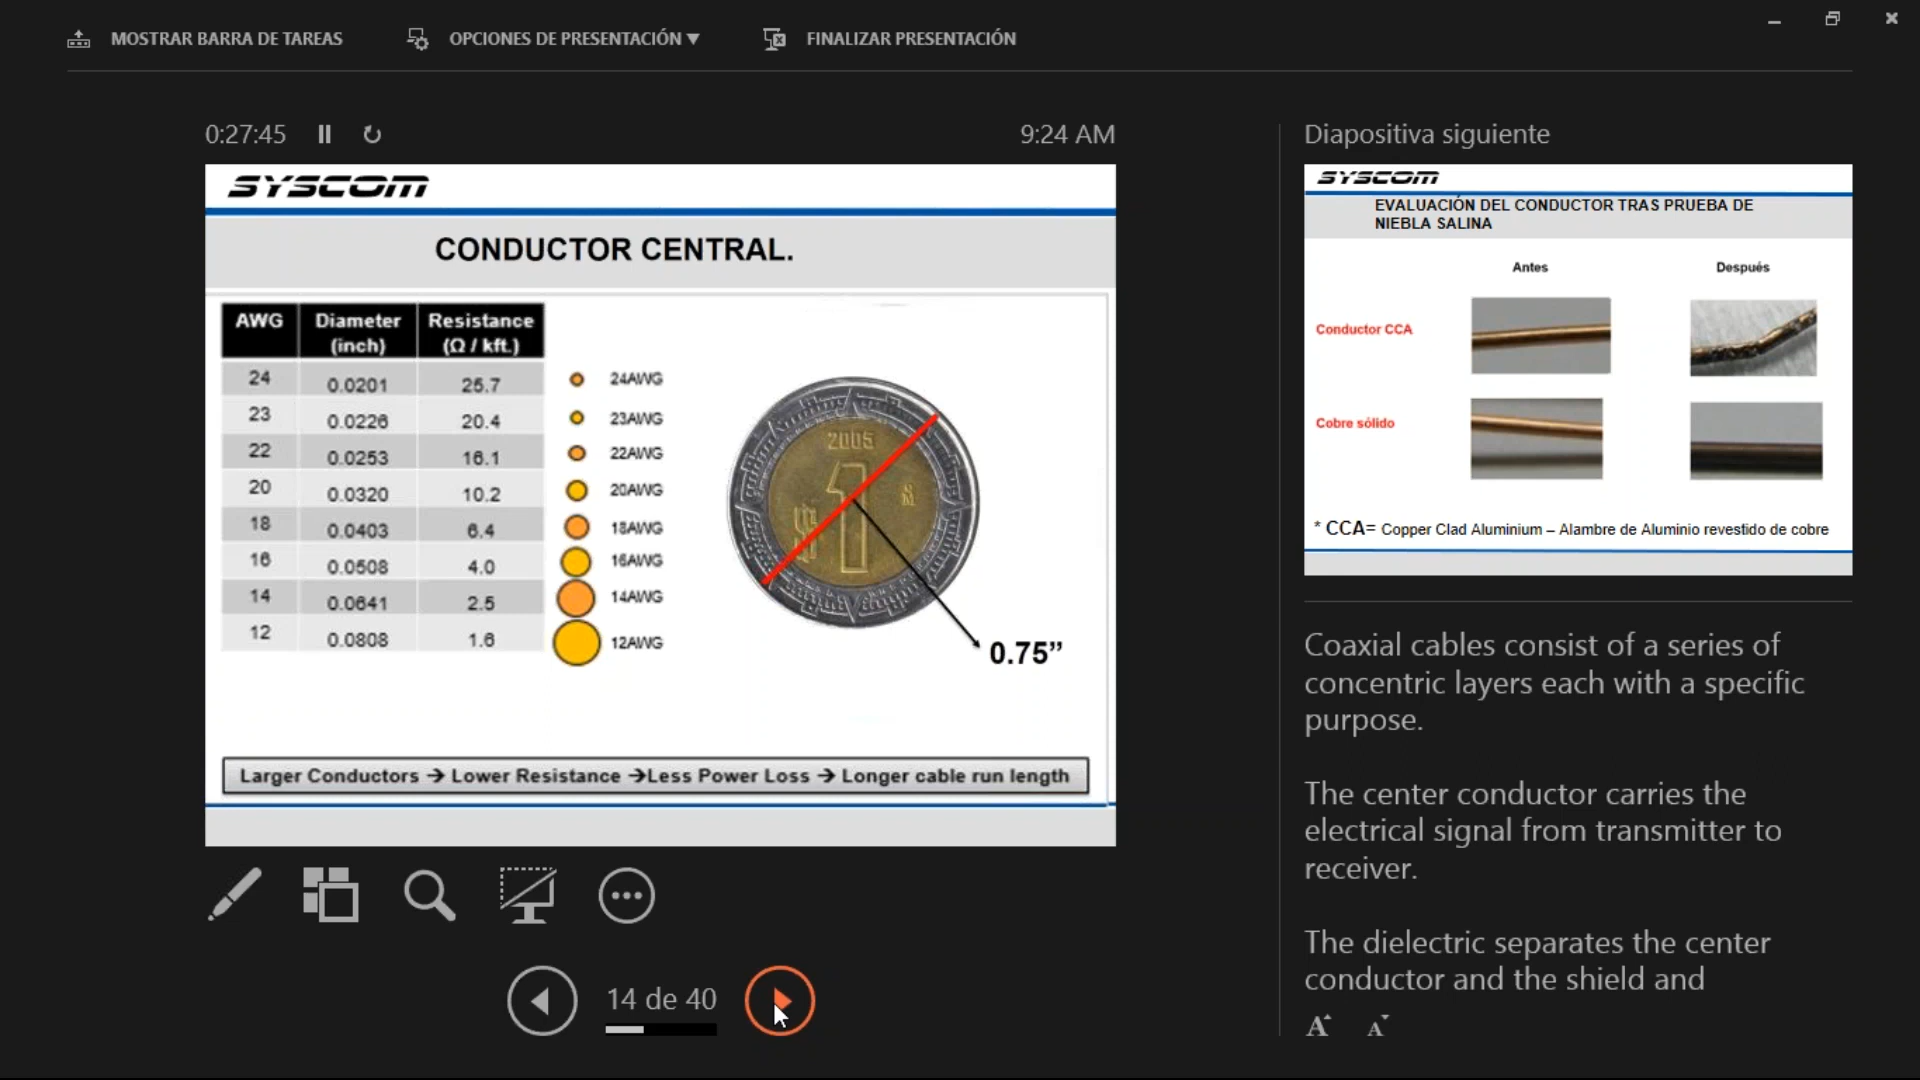 MOSTRAR BARRA DE TAREAS
OPCIONES DE PRESENTACIÓN ▼
FINALIZAR PRESENTACIÓN
0:27:45
9:24 AM
SYSCOM
CONDUCTOR CENTRAL.
AWG Diameter (inch) Resistance (Ω / kft.)
24 0.0201 25.7
23 0.0226 20.4
22 0.0253 16.1
20 0.0320 10.2
18 0.0403 6.4
16 0.0508 4.0
14 0.0641 2.5
12 0.0808 1.6
24AWG
23AWG
22AWG
20AWG
18AWG
16AWG
14AWG
12AWG
2005
$ 1
0.75”
Larger Conductors → Lower Resistance →Less Power Loss → Longer cable run length
14 de 40
Diapositiva siguiente
SYSCOM
EVALUACIÓN DEL CONDUCTOR TRAS PRUEBA DE
NIEBLA SALINA
Antes Después
Conductor CCA
Cobre sólido
* CCA= Copper Clad Aluminium – Alambre de Aluminio revestido de cobre
Coaxial cables consist of a series of
concentric layers each with a specific
purpose.
The center conductor carries the
electrical signal from transmitter to
receiver.
The dielectric separates the center
conductor and the shield and
A A